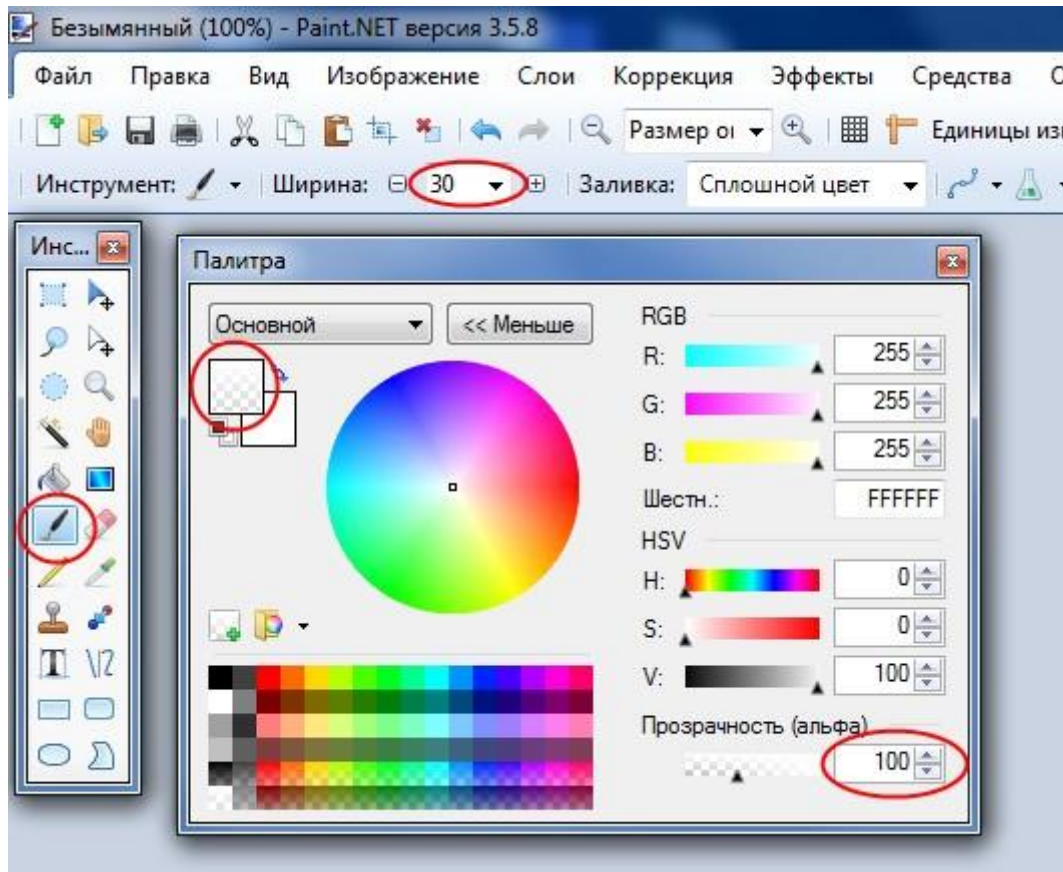 Безымянный (100%) - Paint.NET версия 3.5.8
Файл Правка Вид Изображение Слои Коррекция Эффекты Средства
Размер Единицы
Инструмент: Ширина: 30 Заливка: Сплошной цвет
Инс...
Палитра
Основной << Меньше RGB
R: 255
G: 255
B: 255
Шестн.: FFFFFF
HSV
H: 0
S: 0
V: 100
Прозрачность (альфа)
100